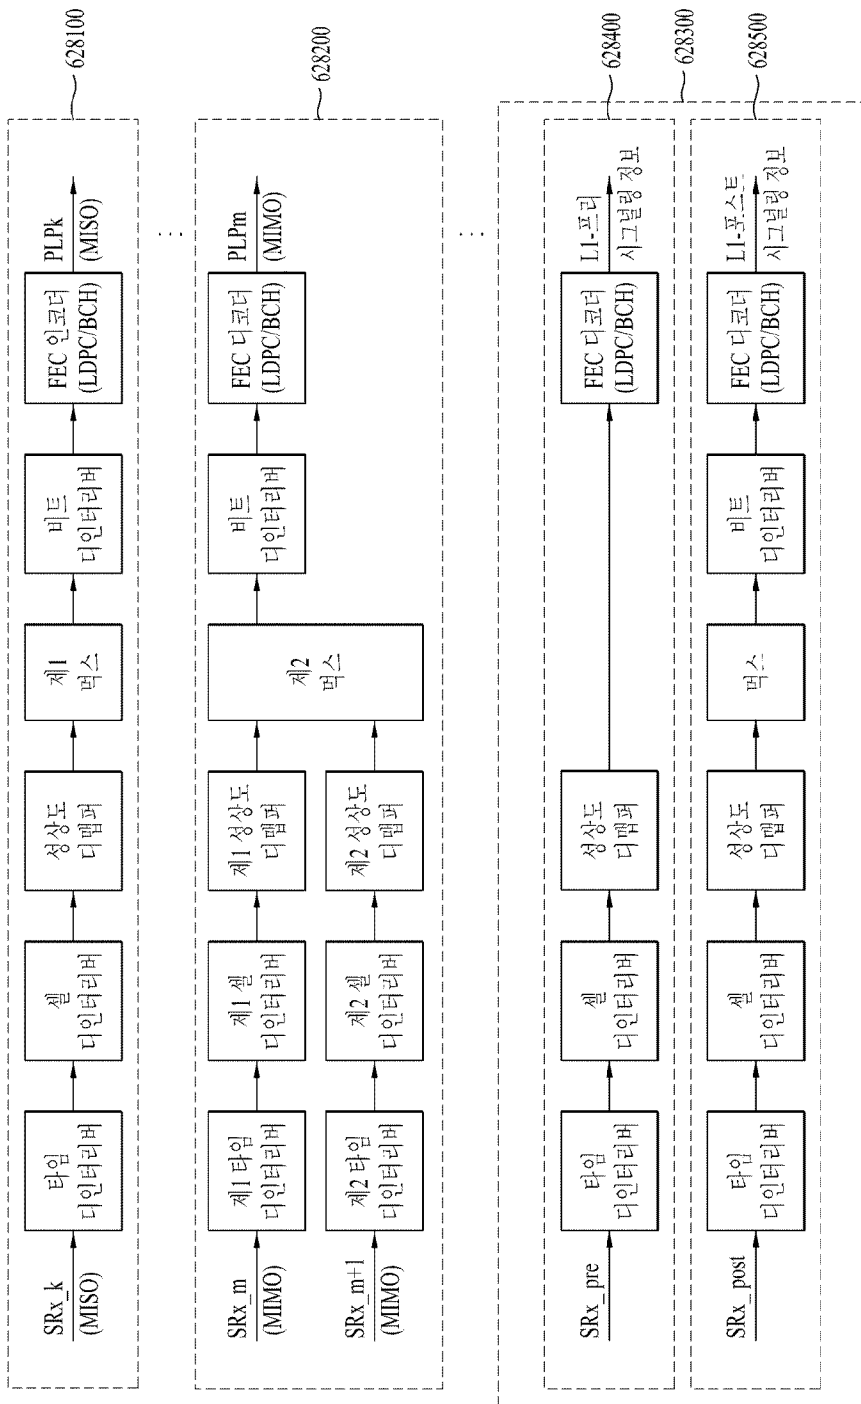 SRx_k
(MISO)
타임
디인터리버
셀
디인터리버
성상도
디맵퍼
제1
먹스
비트
디인터리버
FEC 인코더
(LDPC/BCH)
PLPk
(MISO)
628100
SRx_m
(MIMO)
제1 타임
디인터리버
제1 셀
디인터리버
제1 성상도
디맵퍼
SRx_m+1
(MIMO)
제2 타임
디인터리버
제2 셀
디인터리버
제2 성상도
디맵퍼
제2
먹스
비트
디인터리버
FEC 디코더
(LDPC/BCH)
PLPm
(MIMO)
628200
SRx_pre
타임
디인터리버
셀
디인터리버
성상도
디맵퍼
FEC 디코더
(LDPC/BCH)
L1-프리
시그널링 정보
628400
628300
SRx_post
타임
디인터리버
셀
디인터리버
성상도
디맵퍼
먹스
비트
디인터리버
FEC 디코더
(LDPC/BCH)
L1-포스트
시그널링 정보
628500